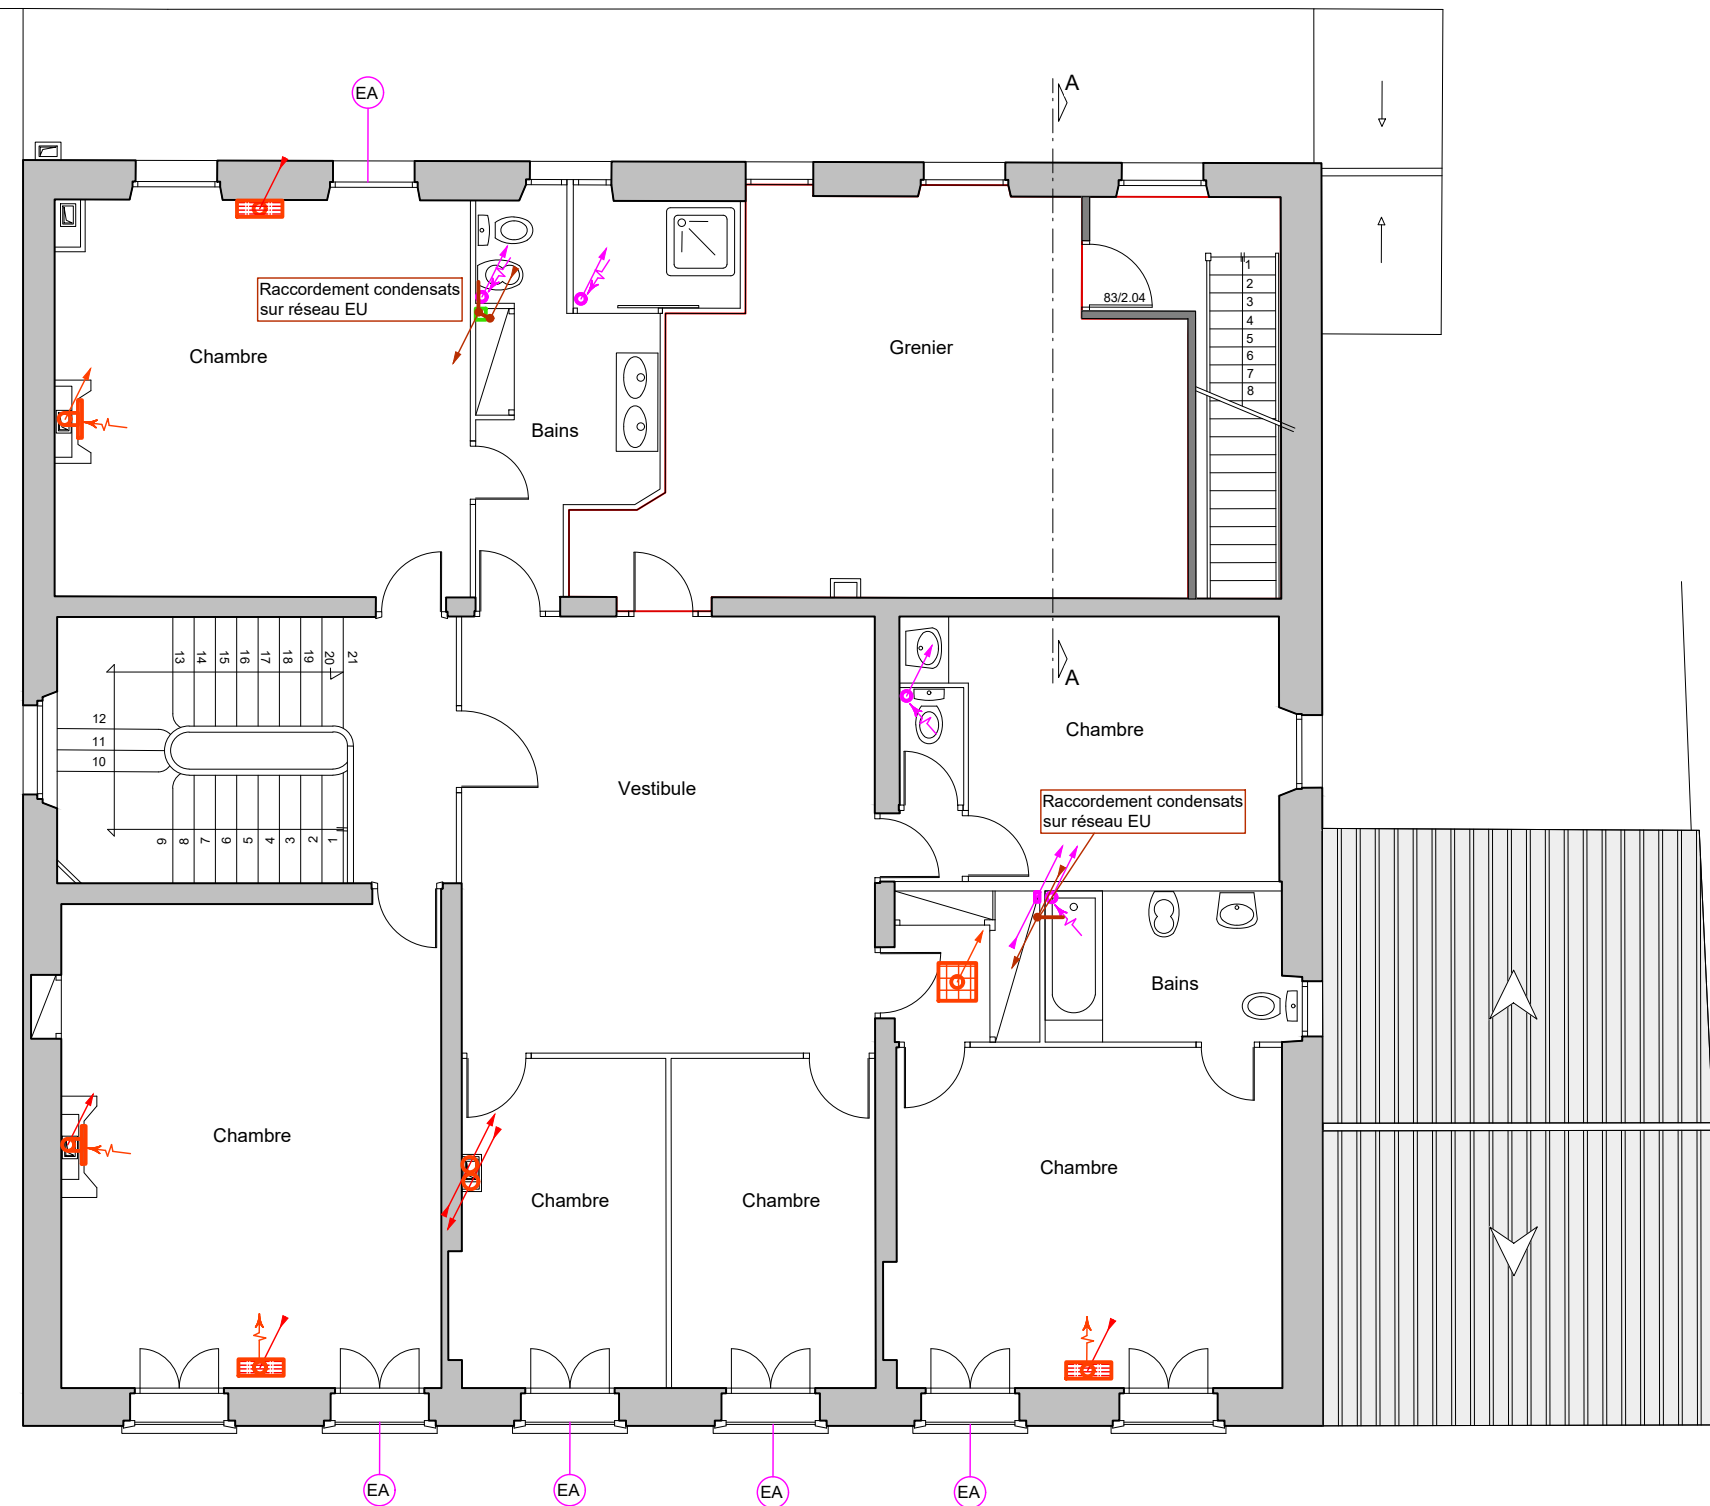 A
EA
Raccordement condensats
sur réseau EU
83/2.04
1
2
3
4
5
6
7
8
Grenier
Chambre
Bains
13
14
15
16
17
18
19
20
21
12
11
10
9
8
7
6
5
4
3
2
1
A
Chambre
Vestibule
Raccordement condensats
sur réseau EU
Bains
Chambre
Chambre
Chambre
Chambre
EA
EA
EA
EA